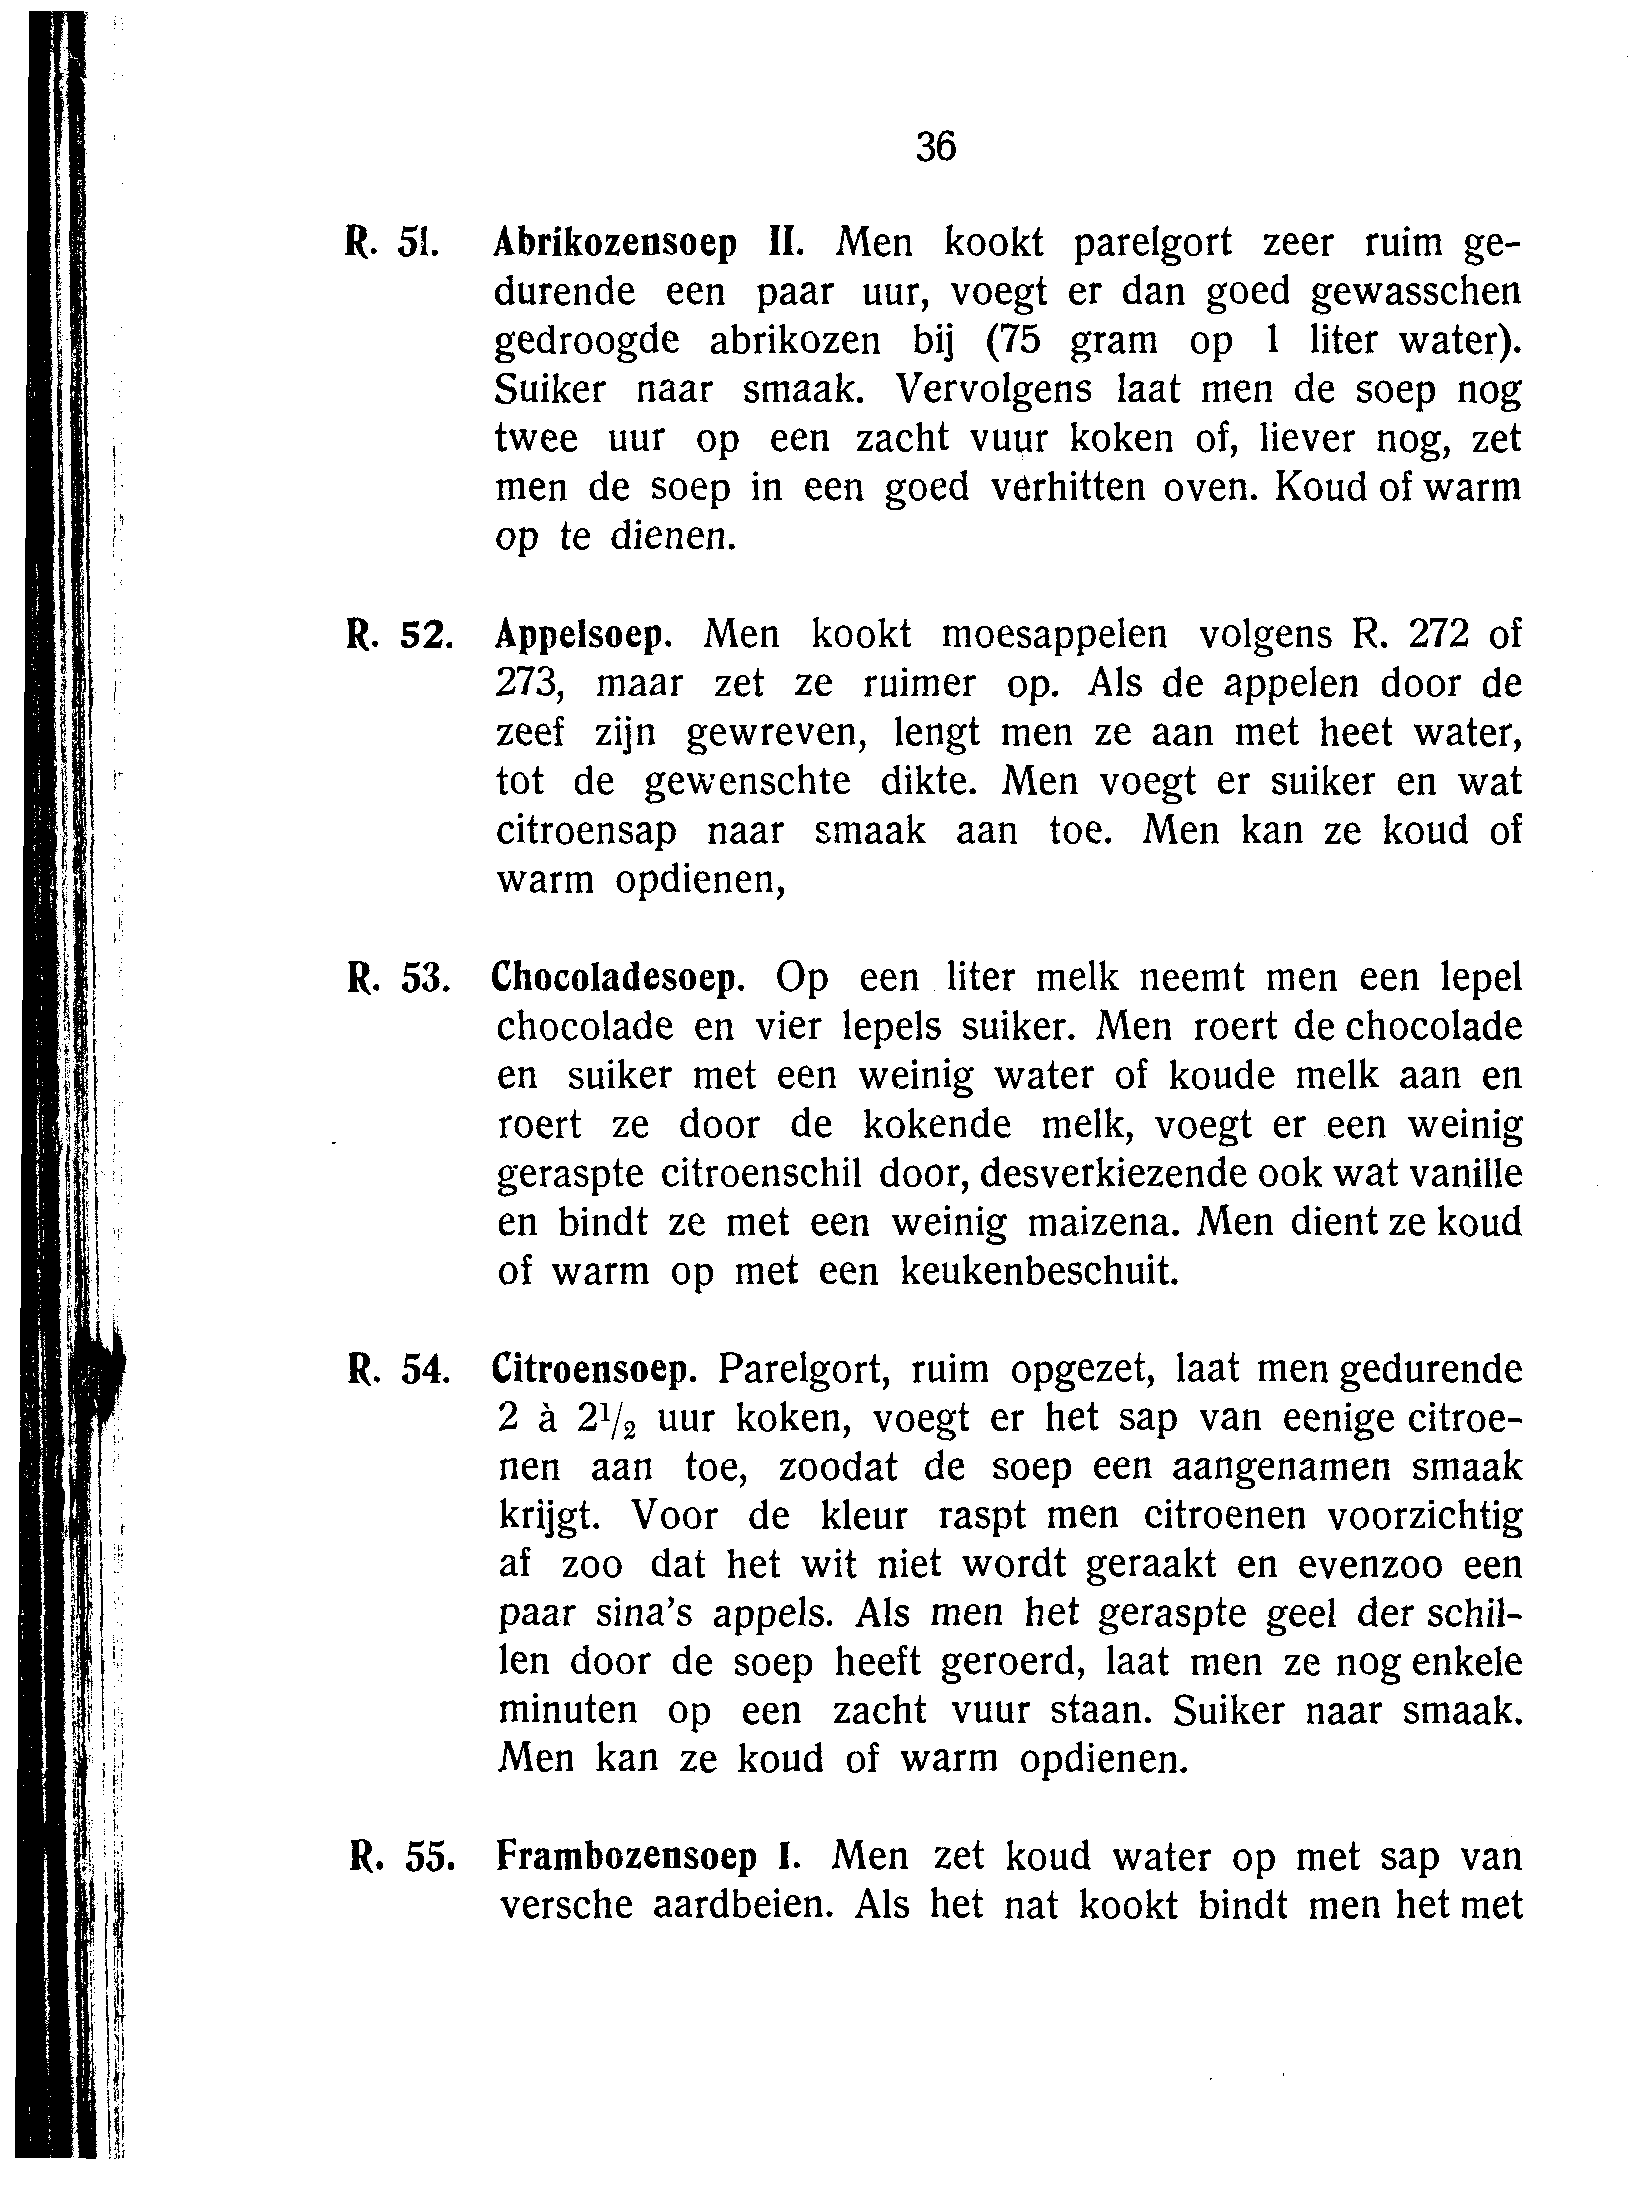 36
R. 51. Abrikozensoep II. Men kookt parelgort zeer ruim ge-
durende een paar uur, voegt er dan goed gewasschen
gedroogde abrikozen bij (75 gram op 1 liter water).
Suiker naar smaak. Vervolgens laat men de soep nog
twee uur op een zacht vuur koken of, liever nog, zet
men de soep in een goed verhitten oven. Koud of warm
op te dienen.
R. 52. Appelsoep. Men kookt moesappelen volgens R. 272 of
273, maar zet ze ruimer op. Als de appelen door de
zeef zijn gewreven, lengt men ze aan met heet water,
tot de gewenschte dikte. Men voegt er suiker en wat
citroensap naar smaak aan toe. Men kan ze koud of
warm opdienen,
R. 53. Chocoladesoep. Op een liter melk neemt men een lepel
chocolade en vier lepels suiker. Men roert de chocolade
en suiker met een weinig water of koude melk aan en
roert ze door de kokende melk, voegt er een weinig
geraspte citroenschil door, desverkiezende ook wat vanille
en bindt ze met een weinig maizena. Men dient ze koud
of warm op met een keukenbeschuit.
R. 54. Citroensoep. Parelgort, ruim opgezet, laat men gedurende
2 à 2¹/₂ uur koken, voegt er het sap van eenige citroe-
nen aan toe, zoodat de soep een aangenamen smaak
krijgt. Voor de kleur raspt men citroenen voorzichtig
af zoo dat het wit niet wordt geraakt en evenzoo een
paar sina's appels. Als men het geraspte geel der schil-
len door de soep heeft geroerd, laat men ze nog enkele
minuten op een zacht vuur staan. Suiker naar smaak.
Men kan ze koud of warm opdienen.
R. 55. Frambozensoep I. Men zet koud water op met sap van
versche aardbeien. Als het nat kookt bindt men het met